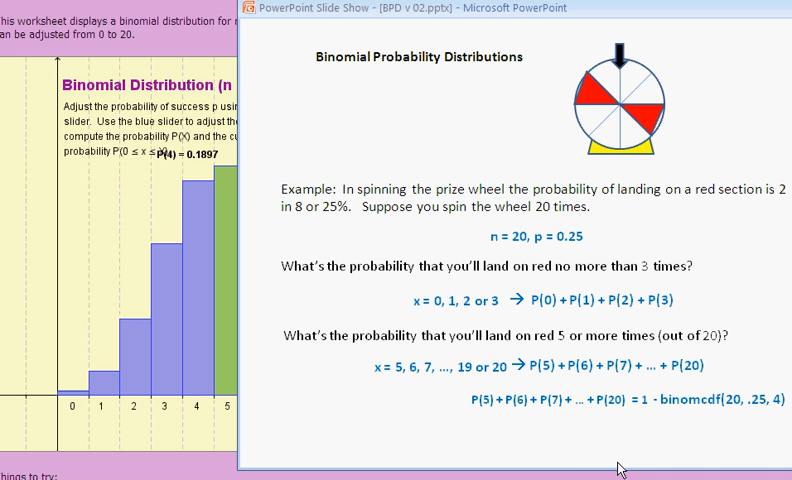 his worksheet displays a binomial distribution for
an be adjusted from 0 to 20.
Binomial Distribution (n
Adjust the probability of success p
slider. Use the blue slider to adjust
compute the probability P(X) and the
probability P(0 ≤ x ≤
P(4) = 0.1897
0 1 2 3 4 5
hings to try:
PowerPoint Slide Show - [BPD v 02.pptx] - Microsoft PowerPoint
Binomial Probability Distributions
Example: In spinning the prize wheel the probability of landing on a red section is 2
in 8 or 25%. Suppose you spin the wheel 20 times.
n = 20, p = 0.25
What's the probability that you'll land on red no more than 3 times?
x = 0, 1, 2 or 3 → P(0) + P(1) + P(2) + P(3)
What's the probability that you'll land on red 5 or more times (out of 20)?
x = 5, 6, 7, ..., 19 or 20 → P(5) + P(6) + P(7) + ... + P(20)
P(5) + P(6) + P(7) + ... + P(20) = 1 - binomcdf(20, .25, 4)